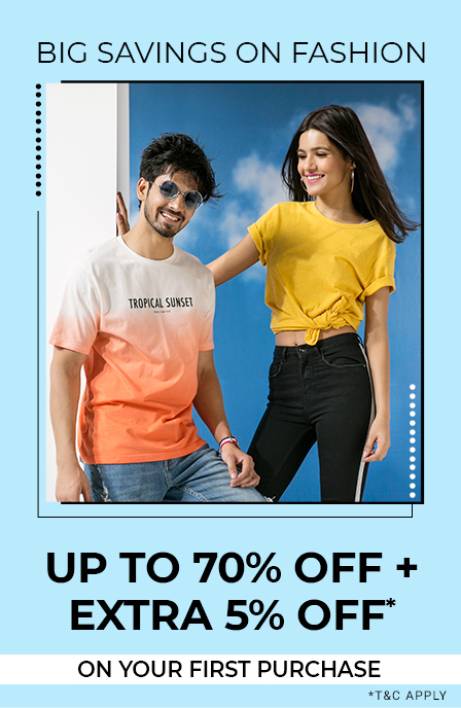 BIG SAVINGS ON FASHION
TROPICAL SUNSET
UP TO 70% OFF +
EXTRA 5% OFF*
ON YOUR FIRST PURCHASE
*T&C APPLY